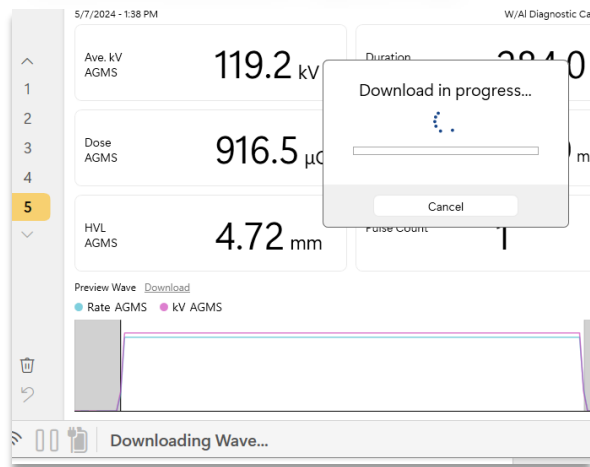 5/7/2024 - 1:38 PM
W/Al Diagnostic
1
2
3
4
5
Ave. kV
AGMS
119.2 kV
Duration
Dose
AGMS
916.5
HVL
AGMS
4.72 mm
Pulse Count
1
Download in progress...
Cancel
Preview Wave Download
Rate AGMS kV AGMS
Downloading Wave...